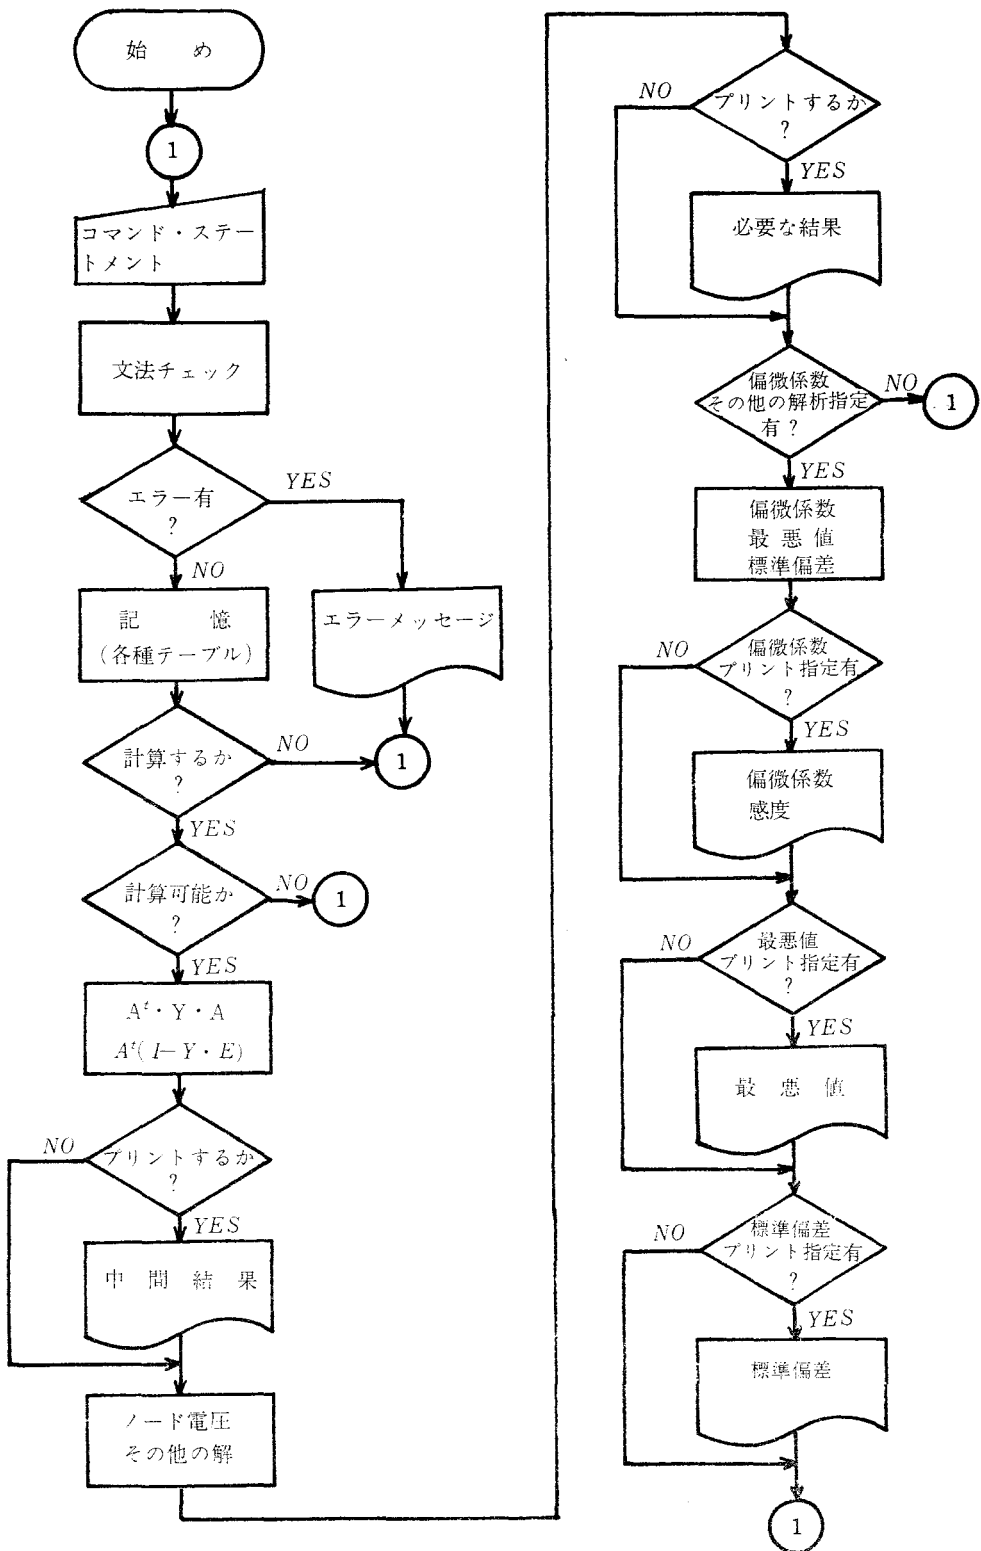 始 め
1
コマンド・ステー
トメント
文法チェック
エラー有
?
YES
NO
記 憶
(各種テーブル)
エラーメッセージ
計算するか
?
NO
1
YES
計算可能か
?
NO
1
YES
Aᵗ・Y・A
Aᵗ(I−Y・E)
プリントするか
?
NO
YES
中 間 結 果
ノード電圧
その他の解
プリントするか
?
NO
YES
必要な結果
偏微係数
その他の解析指定
有?
NO
1
YES
偏微係数
最 悪 値
標準偏差
偏微係数
プリント指定有
?
NO
YES
偏微係数
感度
最悪値
プリント指定有
?
NO
YES
最 悪 値
標準偏差
プリント指定有
?
NO
YES
標準偏差
1